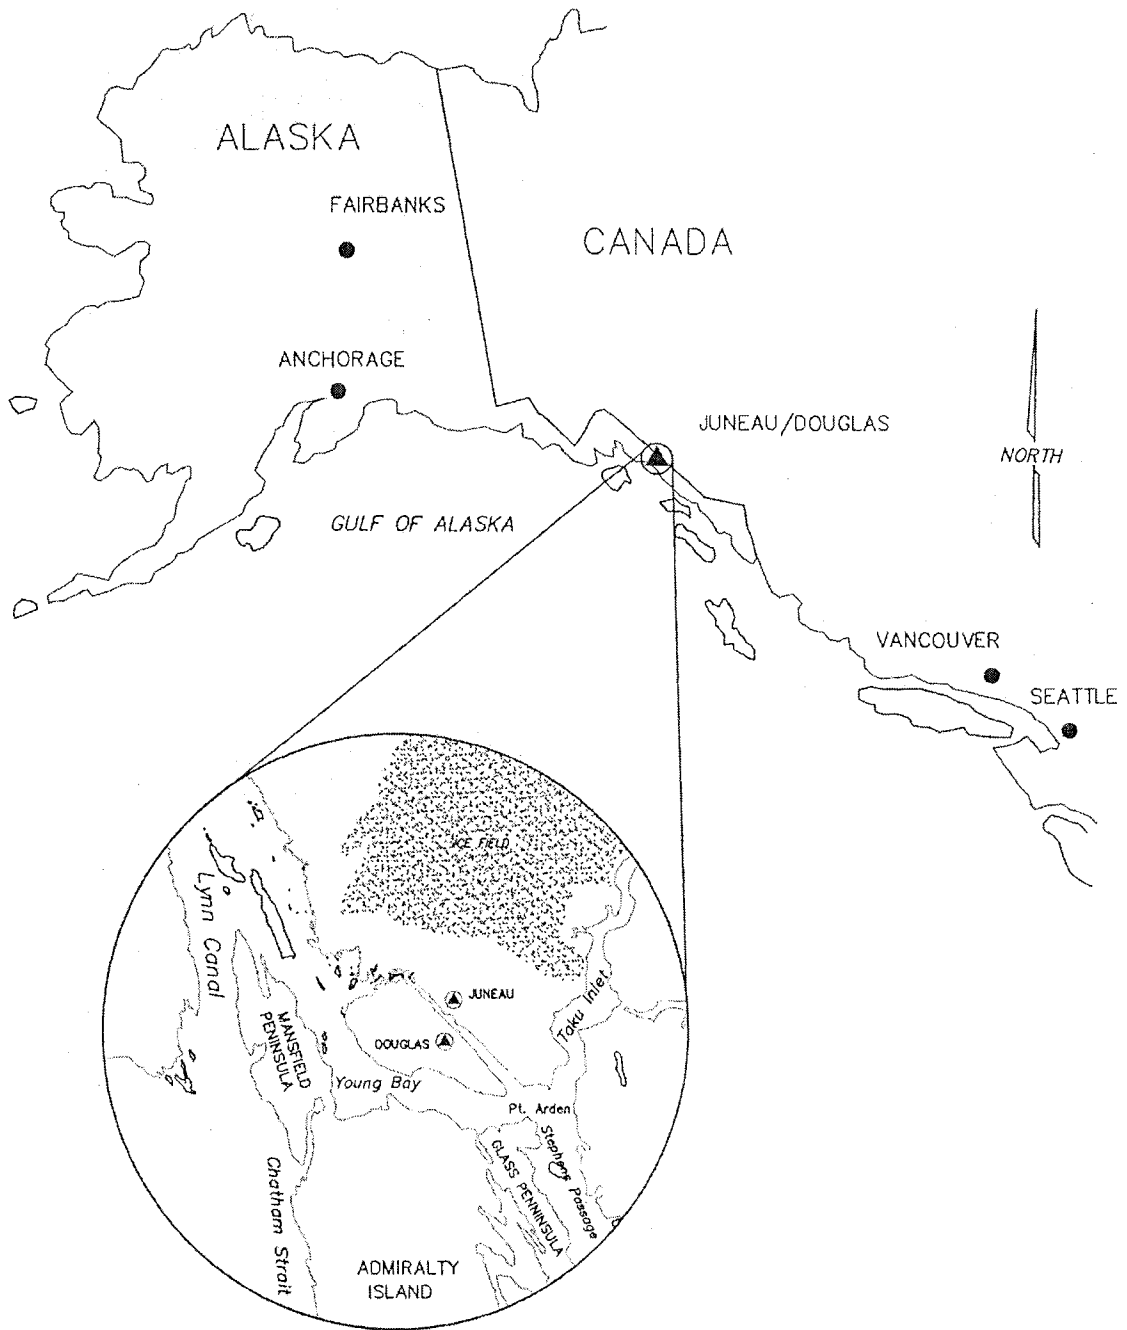 ALASKA
FAIRBANKS
CANADA
ANCHORAGE
JUNEAU/DOUGLAS
NORTH
GULF OF ALASKA
VANCOUVER
SEATTLE
ICE FIELD
Lynn Canal
JUNEAU
Taku Inlet
MANSFIELD
PENINSULA
DOUGLAS
Young Bay
Pt. Arden
Stephens Passage
GLASS PENNINSULA
Chatham Strait
ADMIRALTY
ISLAND